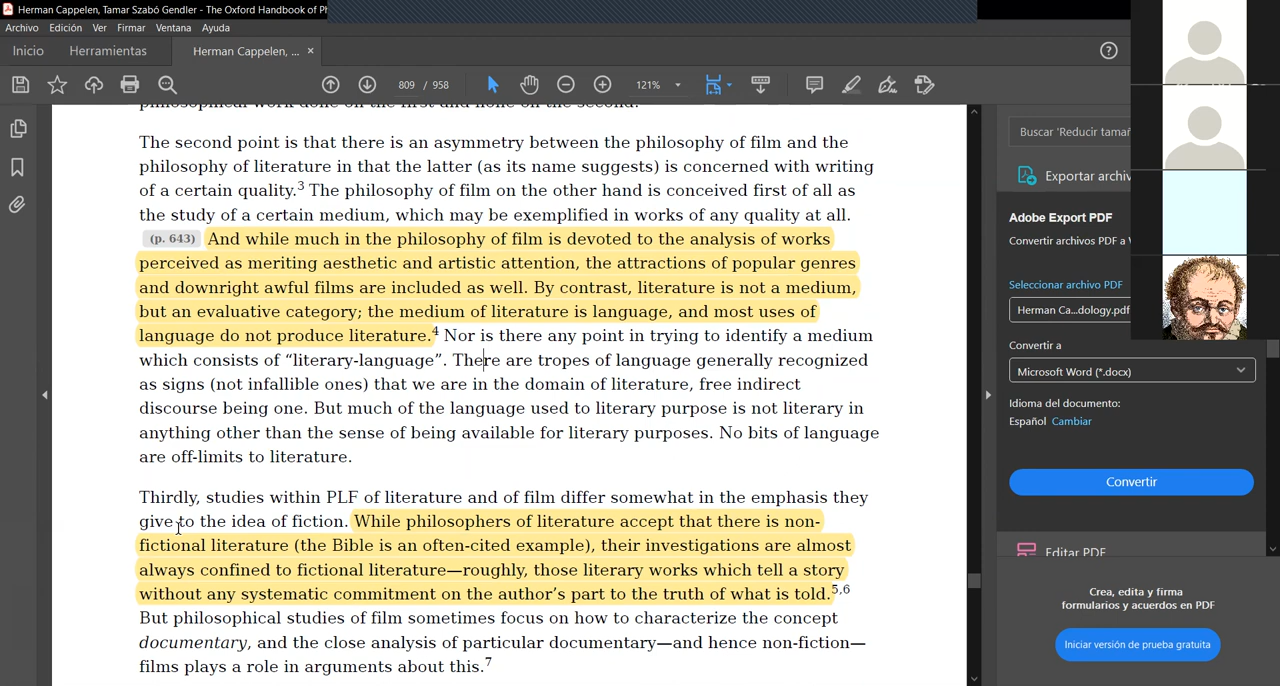 Herman Cappelen, Tamar Szabó Gendler - The Oxford Handbook of Ph
Archivo Edición Ver Firmar Ventana Ayuda
Inicio Herramientas Herman Cappelen, ... ×
809 / 958 121%
philosophical work done on the first and none on the second.
The second point is that there is an asymmetry between the philosophy of film and the
philosophy of literature in that the latter (as its name suggests) is concerned with writing
of a certain quality.3 The philosophy of film on the other hand is conceived first of all as
the study of a certain medium, which may be exemplified in works of any quality at all.
(p. 643) And while much in the philosophy of film is devoted to the analysis of works
perceived as meriting aesthetic and artistic attention, the attractions of popular genres
and downright awful films are included as well. By contrast, literature is not a medium,
but an evaluative category; the medium of literature is language, and most uses of
language do not produce literature.4 Nor is there any point in trying to identify a medium
which consists of “literary-language”. There are tropes of language generally recognized
as signs (not infallible ones) that we are in the domain of literature, free indirect
discourse being one. But much of the language used to literary purpose is not literary in
anything other than the sense of being available for literary purposes. No bits of language
are off-limits to literature.
Thirdly, studies within PLF of literature and of film differ somewhat in the emphasis they
give to the idea of fiction. While philosophers of literature accept that there is non-
fictional literature (the Bible is an often-cited example), their investigations are almost
always confined to fictional literature—roughly, those literary works which tell a story
without any systematic commitment on the author’s part to the truth of what is told.5,6
But philosophical studies of film sometimes focus on how to characterize the concept
documentary, and the close analysis of particular documentary—and hence non-fiction—
films plays a role in arguments about this.7
Buscar 'Reducir tamañ
Exportar archiv
Adobe Export PDF
Convertir archivos PDF a
Seleccionar archivo PDF
Herman Ca...dology.pdf
Convertir a
Microsoft Word (*.docx)
Idioma del documento:
Español Cambiar
Convertir
Editar PDF
Crea, edita y firma
formularios y acuerdos en PDF
Iniciar versión de prueba gratuita